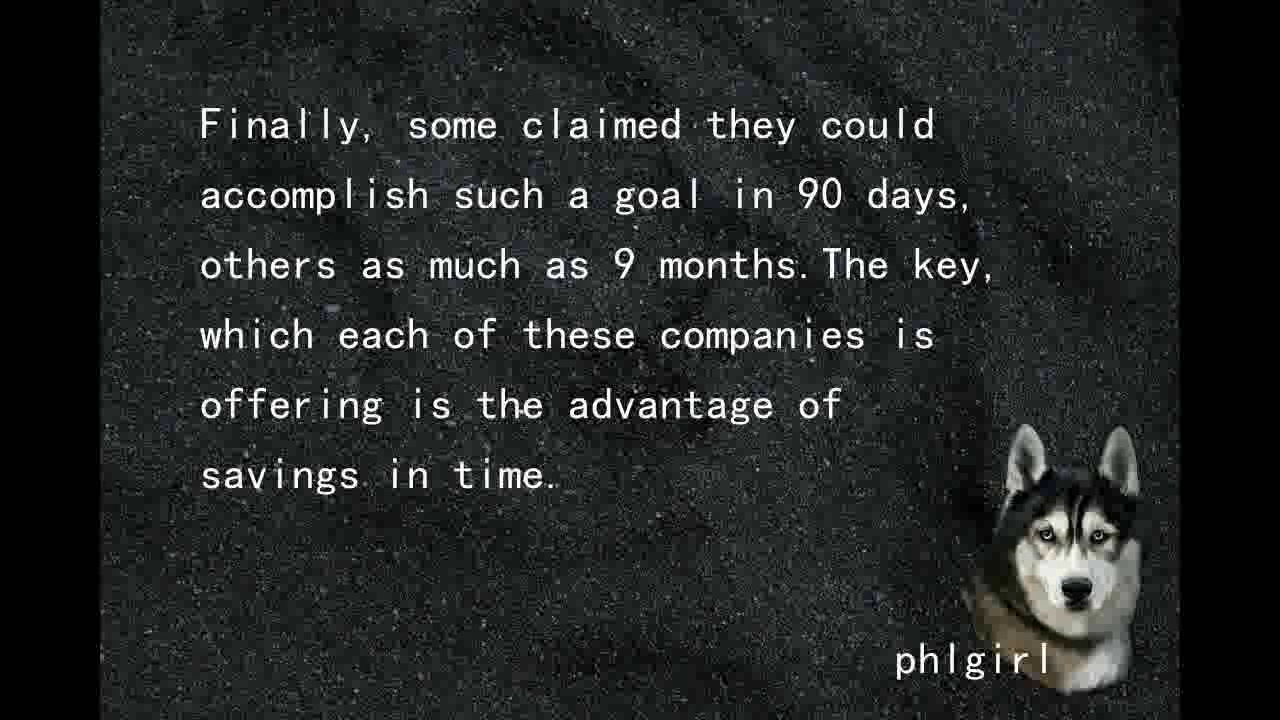 Finally, some claimed they could
accomplish such a goal in 90 days,
others as much as 9 months. The key,
which each of these companies is
offering is the advantage of
savings in time.
phlgirl